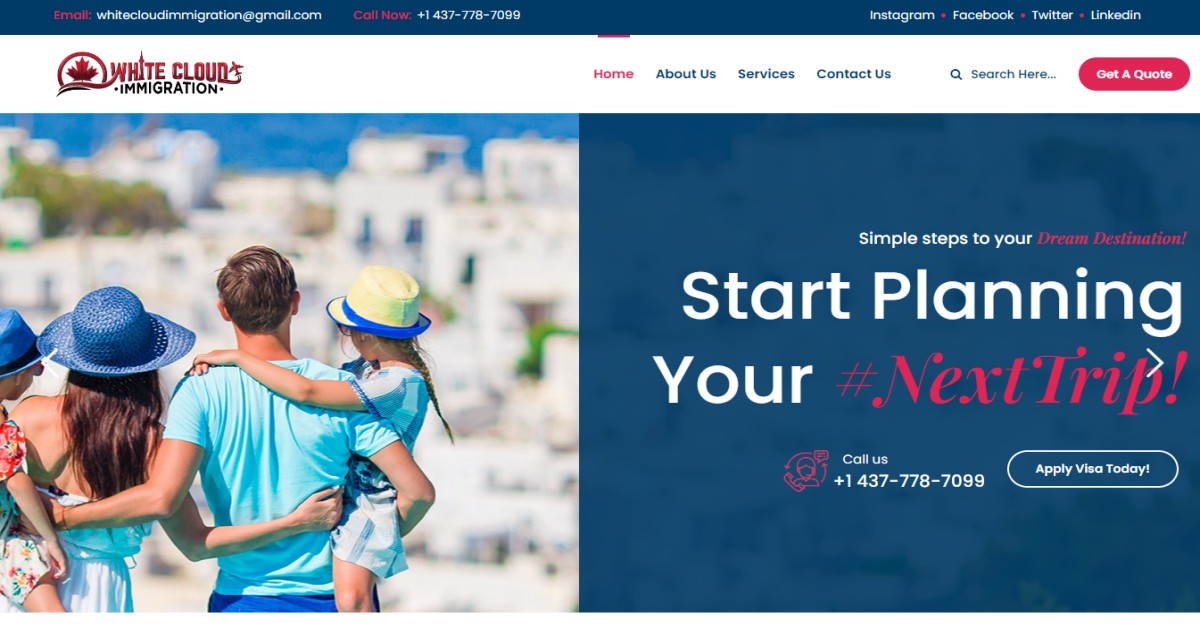 Email: whitecloudimmigration@gmail.com Call Now: +1 437-778-7099 Instagram • Facebook • Twitter • Linkedin
WHITE CLOUD
•IMMIGRATION•
Home About Us Services Contact Us Search Here... Get A Quote
Simple steps to your Dream Destination!
Start Planning
Your #NextTrip!
Call us
+1 437-778-7099
Apply Visa Today!